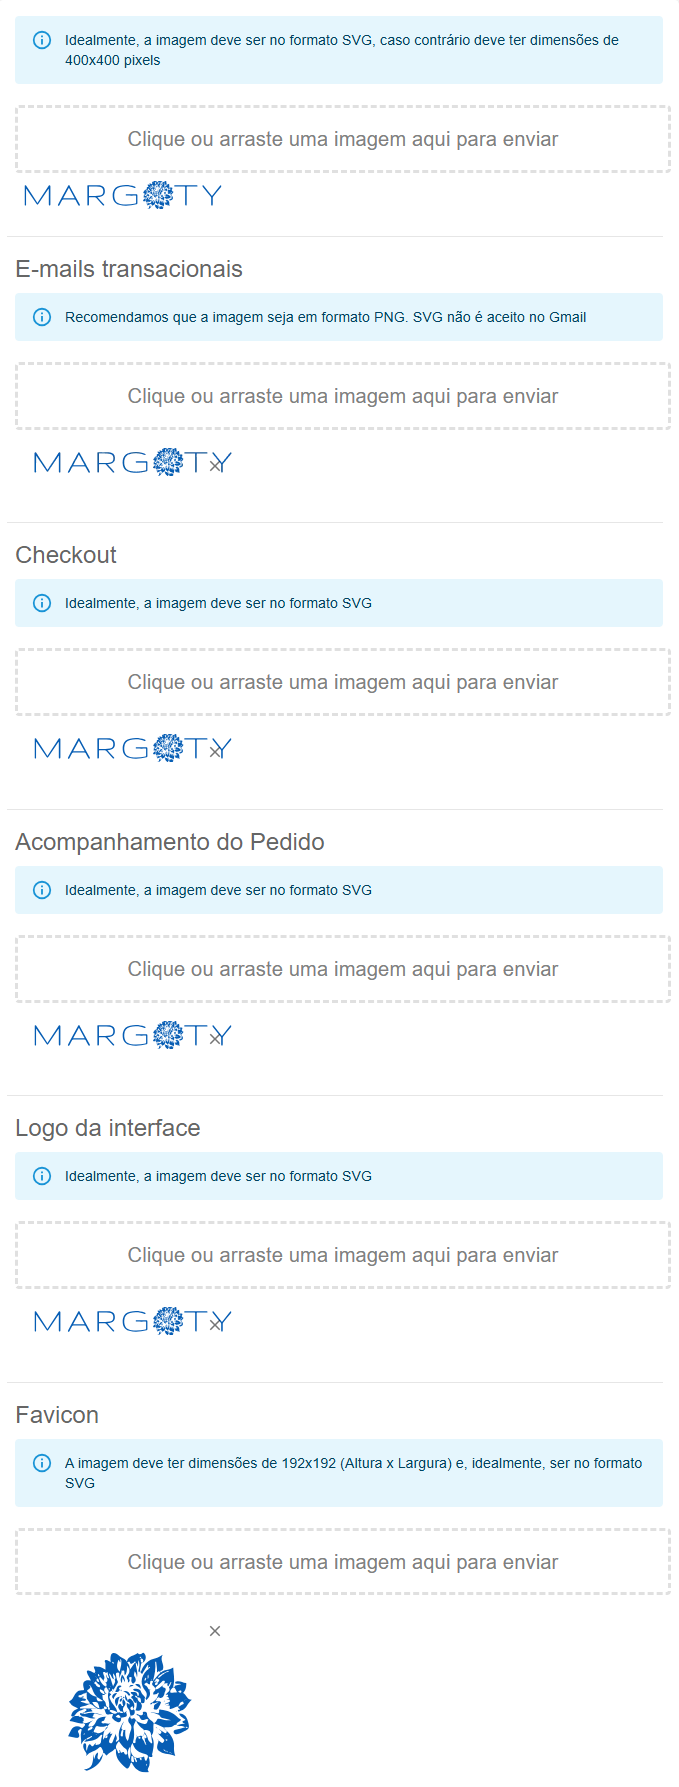 Idealmente, a imagem deve ser no formato SVG, caso contrário deve ter dimensões de
400x400 pixels
Clique ou arraste uma imagem aqui para enviar
MARGOTY
E-mails transacionais
Recomendamos que a imagem seja em formato PNG. SVG não é aceito no Gmail
Clique ou arraste uma imagem aqui para enviar
MARGOTY
Checkout
Idealmente, a imagem deve ser no formato SVG
Clique ou arraste uma imagem aqui para enviar
MARGOTY
Acompanhamento do Pedido
Idealmente, a imagem deve ser no formato SVG
Clique ou arraste uma imagem aqui para enviar
MARGOTY
Logo da interface
Idealmente, a imagem deve ser no formato SVG
Clique ou arraste uma imagem aqui para enviar
MARGOTY
Favicon
A imagem deve ter dimensões de 192x192 (Altura x Largura) e, idealmente, ser no formato
SVG
Clique ou arraste uma imagem aqui para enviar